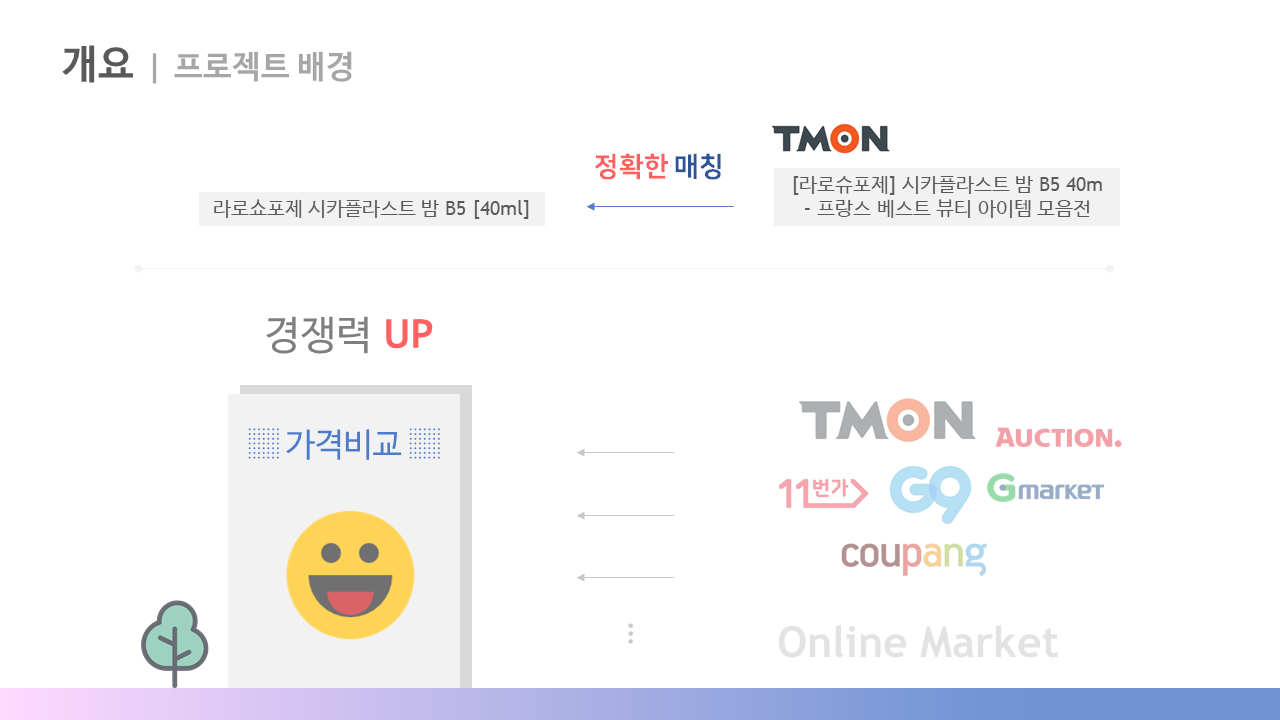 개요 | 프로젝트 배경
TMON
정확한 매칭
[라로슈포제] 시카플라스트 밤 B5 40m
- 프랑스 베스트 뷰티 아이템 모음전
라로쇼포제 시카플라스트 밤 B5 [40ml]
경쟁력 UP
가격비교
TMON
AUCTION.
11번가
G9
Gmarket
coupang
Online Market